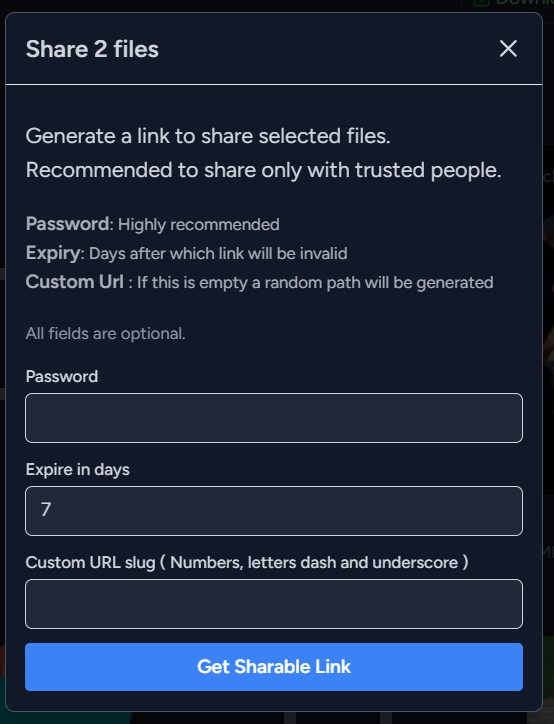 Share 2 files
Generate a link to share selected files.
Recommended to share only with trusted people.
Password: Highly recommended
Expiry: Days after which link will be invalid
Custom Url : If this is empty a random path will be generated
All fields are optional.
Password
Expire in days
7
Custom URL slug ( Numbers, letters dash and underscore )
Get Sharable Link